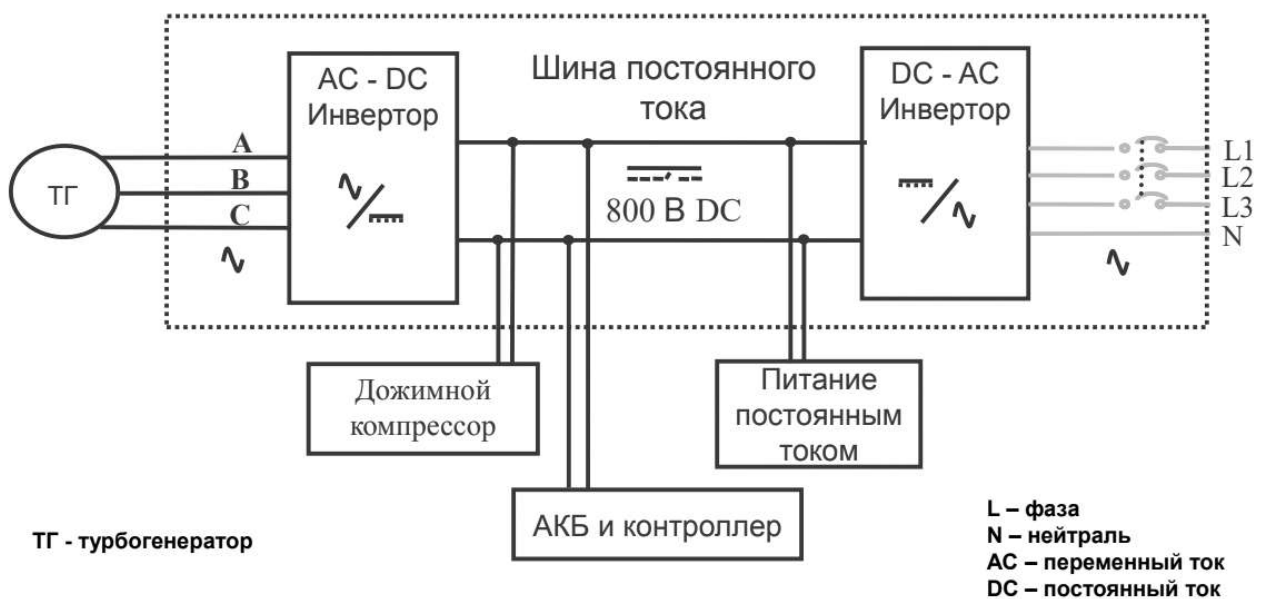 AC - DC
Инвертор
Шина постоянного
тока
DC - AC
Инвертор
A
B
C
ТГ
800 В DC
L1
L2
L3
N
Дожимной
компрессор
Питание
постоянным
током
АКБ и контроллер
ТГ - турбогенератор
L – фаза
N – нейтраль
AC – переменный ток
DC – постоянный ток